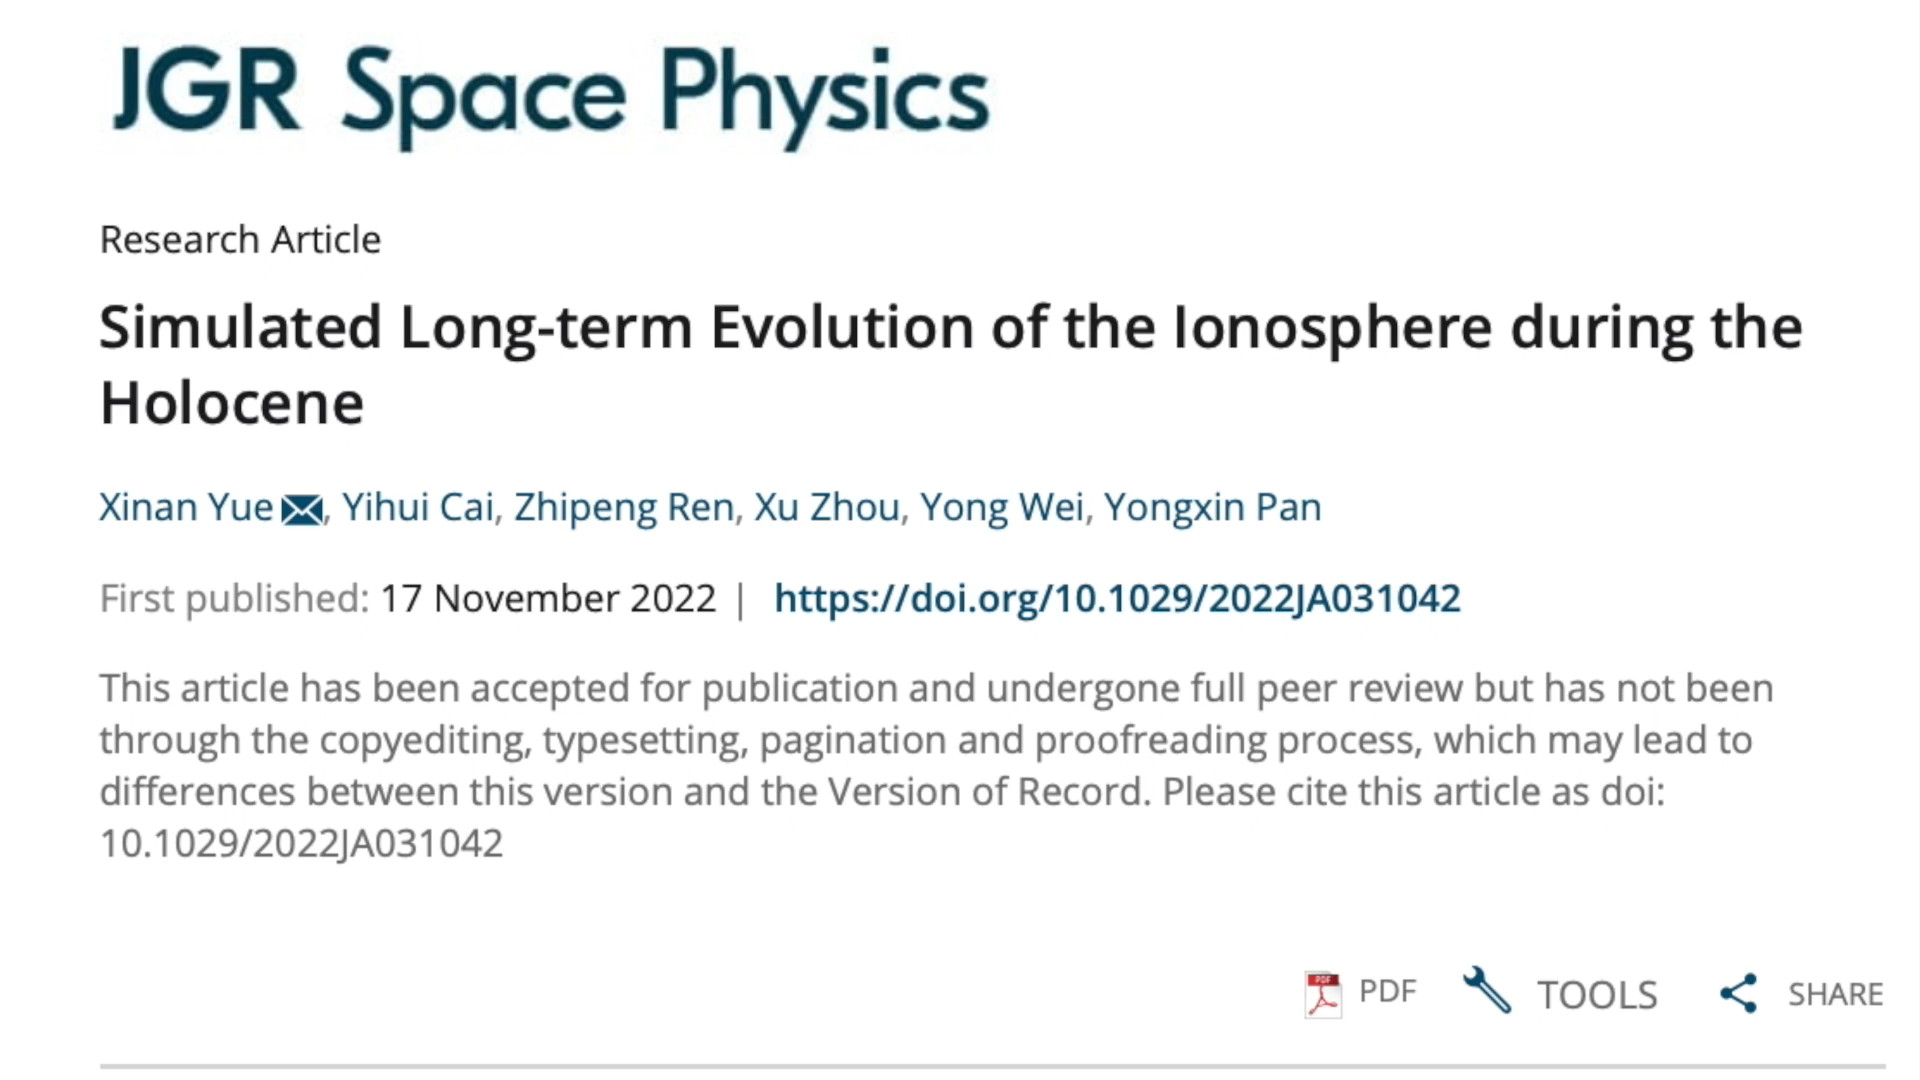 JGR Space Physics
Research Article
Simulated Long-term Evolution of the Ionosphere during the
Holocene
Xinan Yue, Yihui Cai, Zhipeng Ren, Xu Zhou, Yong Wei, Yongxin Pan
First published: 17 November 2022 | https://doi.org/10.1029/2022JA031042
This article has been accepted for publication and undergone full peer review but has not been
through the copyediting, typesetting, pagination and proofreading process, which may lead to
differences between this version and the Version of Record. Please cite this article as doi:
10.1029/2022JA031042
PDF PDF TOOLS SHARE